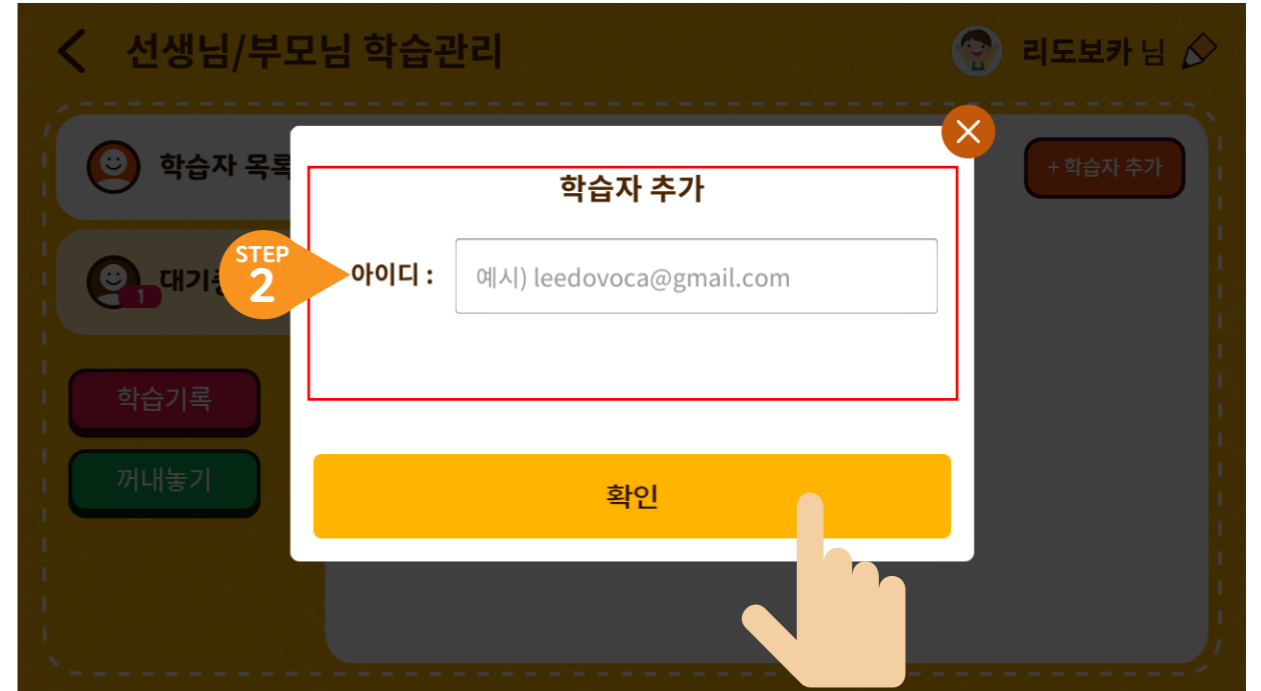 선생님/부모님 학습관리
리도보카 님
학습자 목록
+ 학습자 추가
학습자 추가
STEP
2
아이디 :
예시) leedovoca@gmail.com
1
학습기록
꺼내놓기
확인